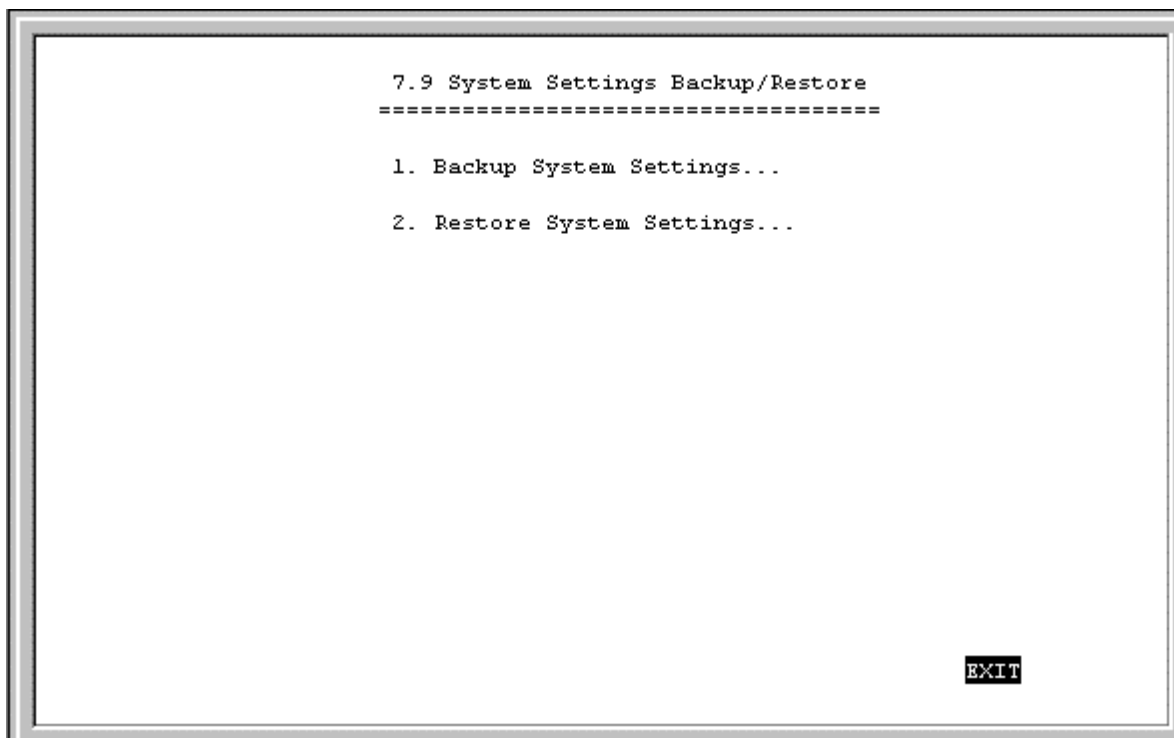 7.9 System Settings Backup/Restore
====================================
1. Backup System Settings...
2. Restore System Settings...
EXIT